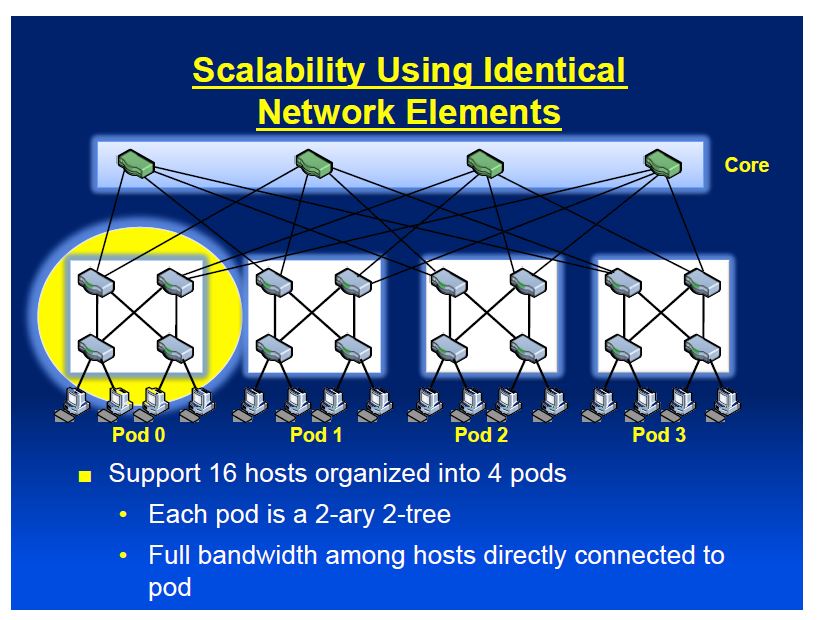 Scalability Using Identical
Network Elements
Core
Pod 0
Pod 1
Pod 2
Pod 3
■ Support 16 hosts organized into 4 pods
• Each pod is a 2-ary 2-tree
• Full bandwidth among hosts directly connected to
pod